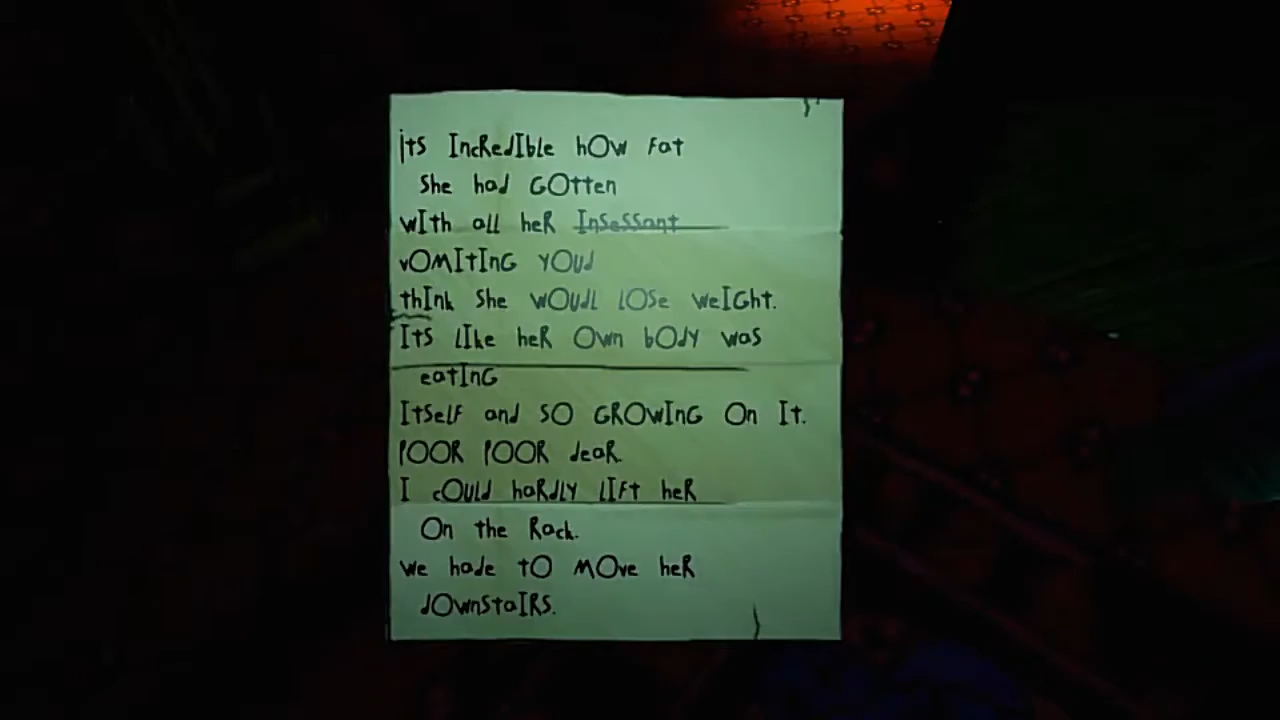 its IncRedIble hOw Fat
She had GOtten
wIth all heR InSeSSant
vOMItInG YOUd
thInk She wOUdL LOSe weIGht.
ItS LIke heR Own bOdY waS
eatInG
ItSeLF and SO GROwInG On It.
POOR POOR deaR.
I cOULd haRdLY LIFt heR
On the Rack.
we hade tO MOve heR
dOwnStaIRS.